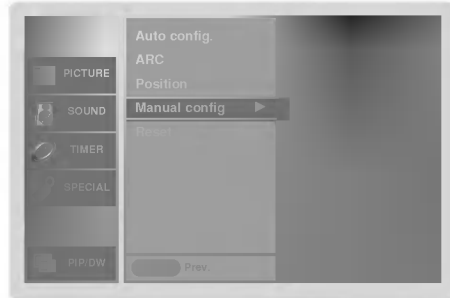 PICTURE
SOUND
TIMER
SPECIAL
PIP/DW
Auto config.
ARC
Position
Manual config
Reset
Prev.